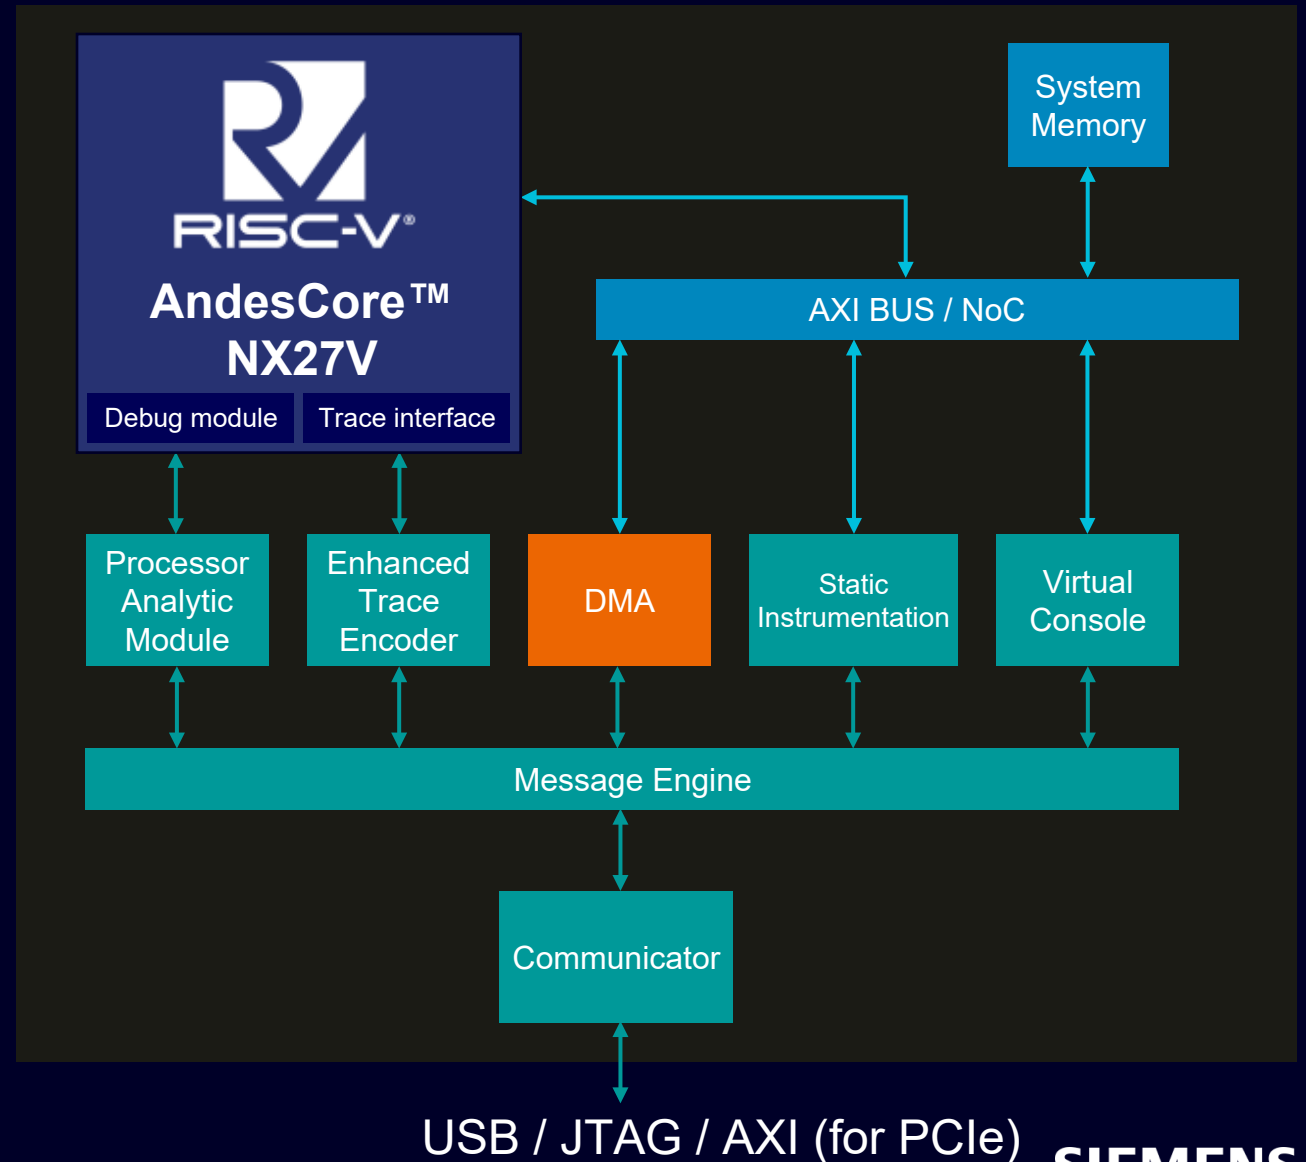 RISC-V®
AndesCore™
NX27V
Debug module
Trace interface
System
Memory
AXI BUS / NoC
Processor
Analytic
Module
Enhanced
Trace
Encoder
DMA
Static
Instrumentation
Virtual
Console
Message Engine
Communicator
USB / JTAG / AXI (for PCIe)
SIEMENS